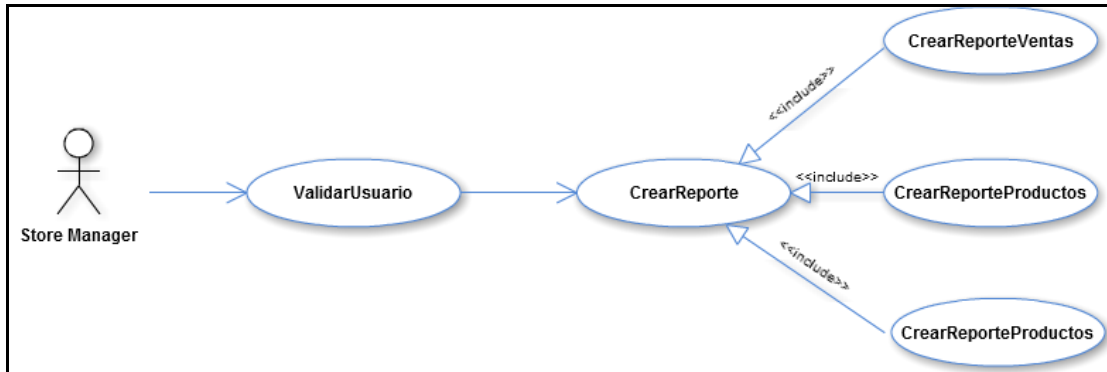 CrearReporteVentas
<<include>>
Store Manager
ValidarUsuario
CrearReporte
<<include>>
CrearReporteProductos
<<include>>
CrearReporteProductos